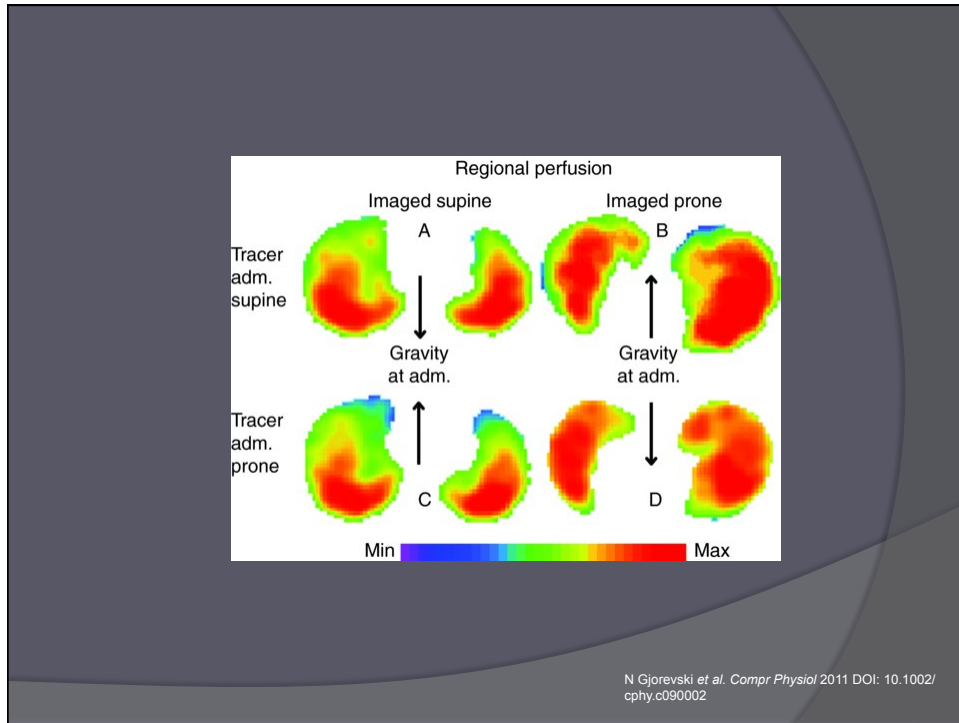 Regional perfusion
Imaged supine
Imaged prone
A
B
Tracer
adm.
supine
Gravity
at adm.
Gravity
at adm.
Tracer
adm.
prone
C
D
Min
Max
N Gjorevski et al. Compr Physiol 2011 DOI: 10.1002/
cphy.c090002